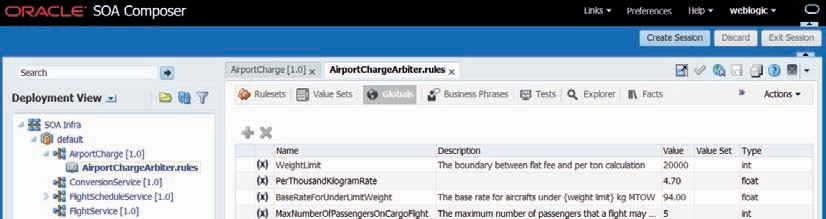 ORACLE SOA Composer
Links Preferences Help weblogic
Create Session Discard Exit Session
Search
AirportCharge [1.0] x AirportChargeArbiter.rules x
Deployment View
Rulesets Value Sets Globals Business Phrases Tests Explorer Facts » Actions
SOA Infra
default
AirportCharge [1.0]
AirportChargeArbiter.rules
ConversionService [1.0]
FlightScheduleService [1.0]
FlightService [1.0]
Name Description Value Value Set Type
(x) WeightLimit The boundary between flat fee and per ton calculation 20000 int
(x) PerThousandKilogramRate 4.70 float
(x) BaseRateForUnderLimitWeight The base rate for aircrafts under {weight limit} kg MTOW 94.00 float
(x) MaxNumberOfPassengersOnCargoFlight The maximum number of passengers that a flight may ... 5 int